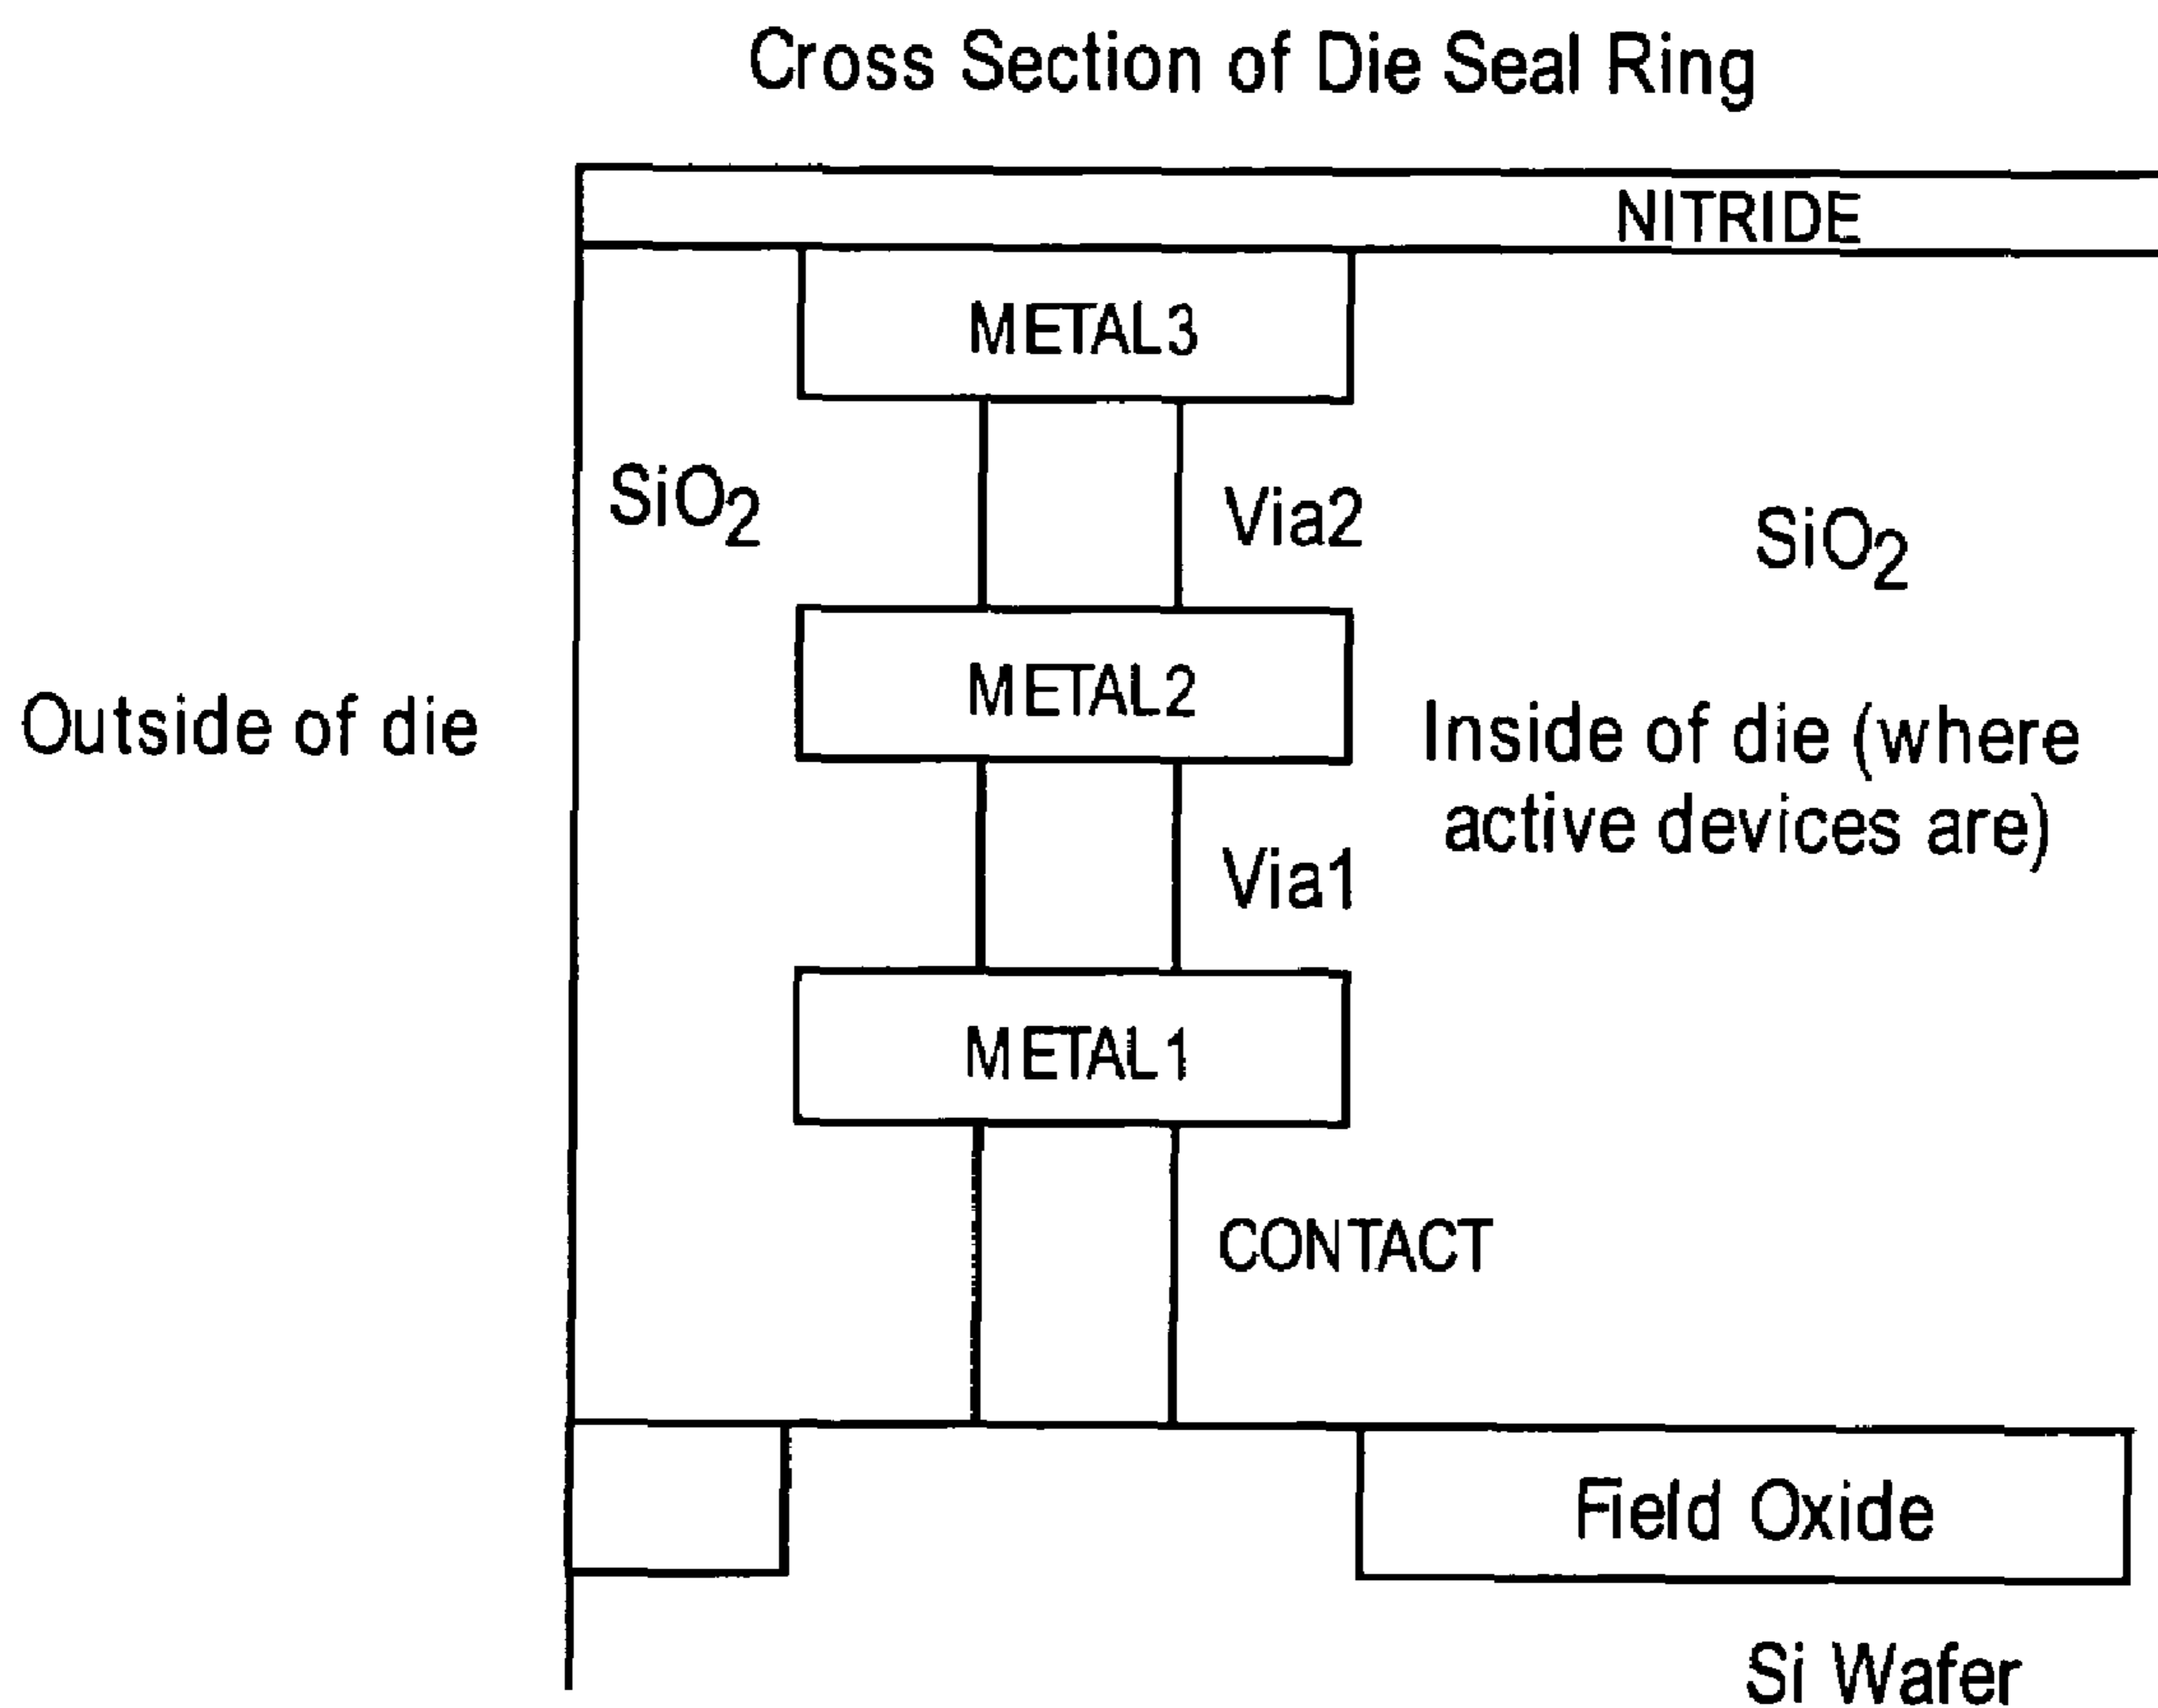 Cross Section of Die Seal Ring
NITRIDE
METAL3
SiO₂
Via2
SiO₂
METAL2
Outside of die
Inside of die (where
active devices are)
Via1
METAL1
CONTACT
Field Oxide
Si Wafer